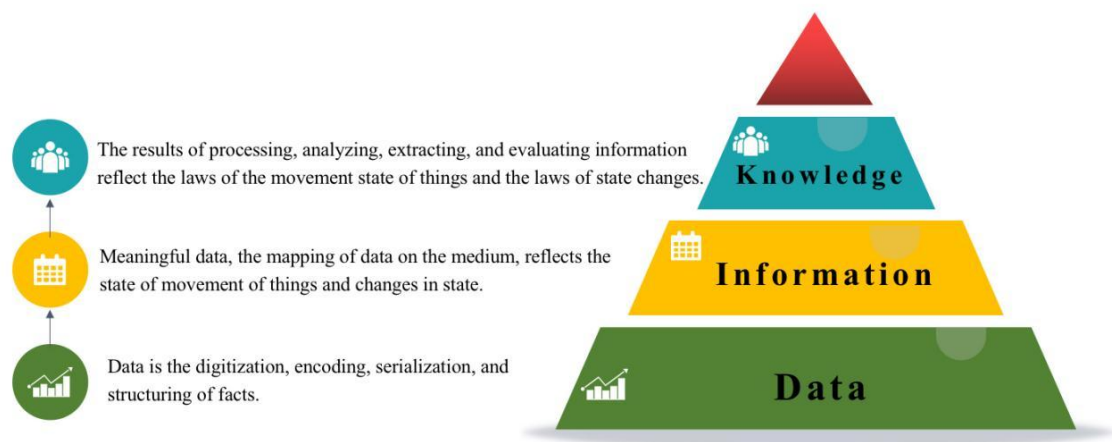 The results of processing, analyzing, extracting, and evaluating information
reflect the laws of the movement state of things and the laws of state changes.
Knowledge
Meaningful data, the mapping of data on the medium, reflects the
state of movement of things and changes in state.
Information
Data is the digitization, encoding, serialization, and
structuring of facts.
Data